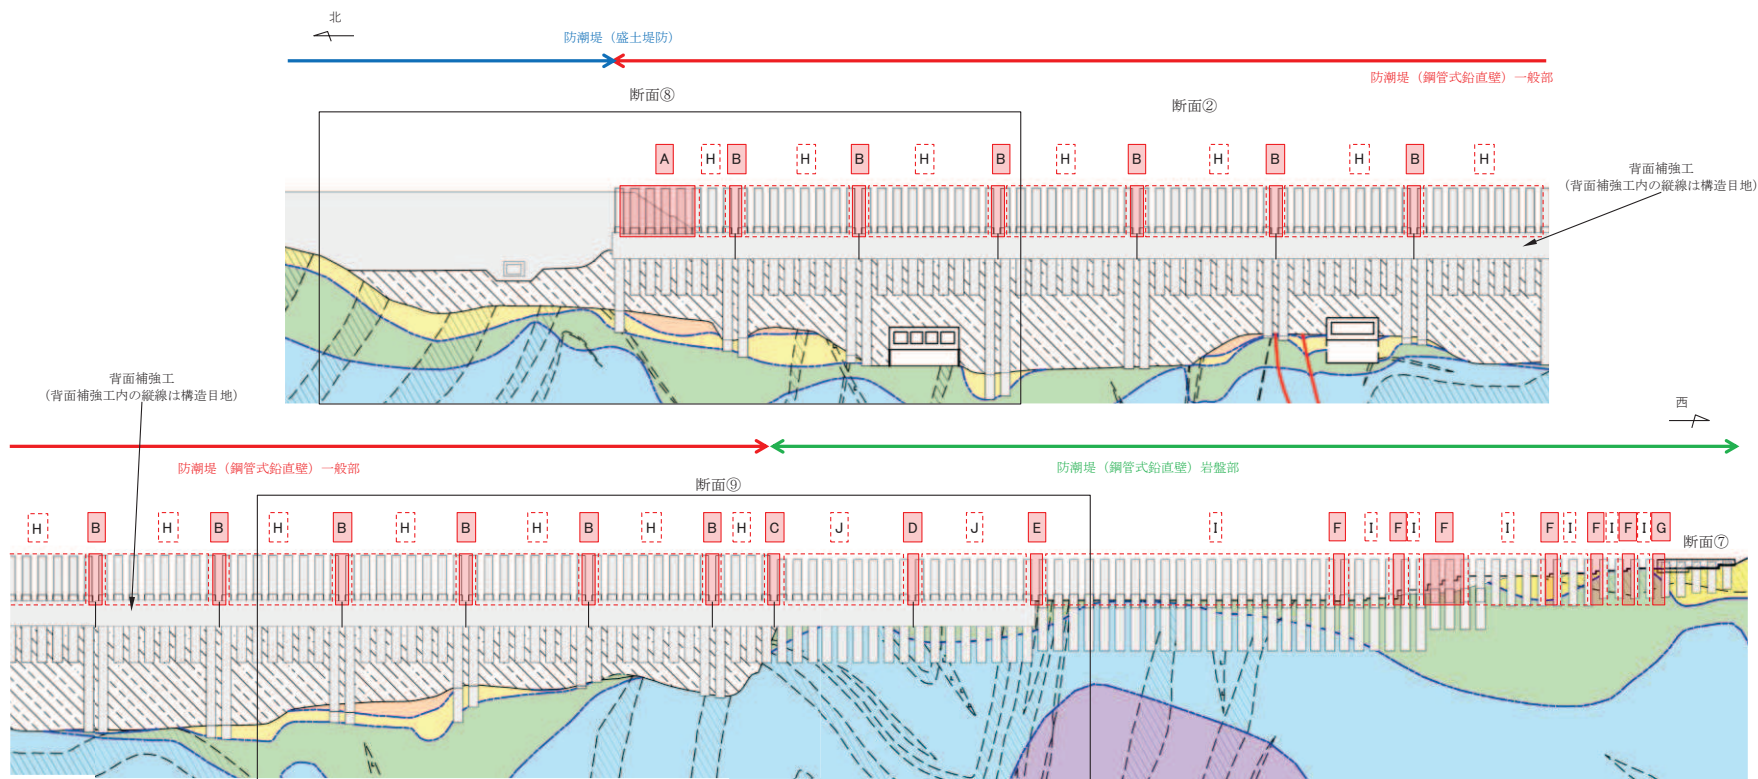 北
防潮堤（盛土堤防）
防潮堤（鋼管式鉛直壁）一般部
断面⑧
断面②
A H B H B H B H B H B H B H
背面補強工
（背面補強工内の縦線は構造目地）
背面補強工
（背面補強工内の縦線は構造目地）
西
防潮堤（鋼管式鉛直壁）一般部
防潮堤（鋼管式鉛直壁）岩盤部
断面⑨
H B H B H B H B H B H B H C J D J E I F I F I F I F I F I F I G
断面⑦